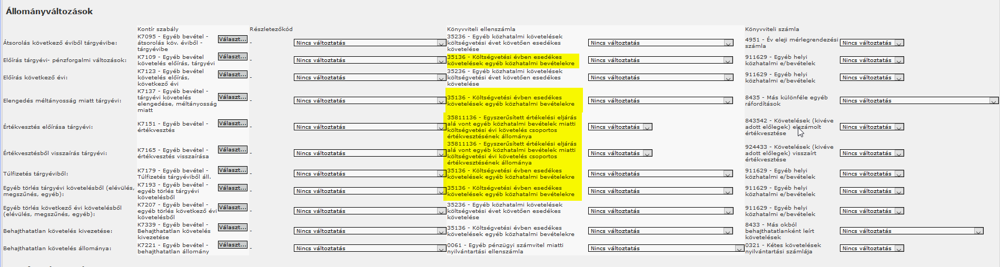 Állományváltozások
Kontír szabály
Részletezőkód
Könyvviteli ellenszámla
Könyvviteli számla
Átsorolás következő éviből tárgyévibe:
K7095 - Egyéb bevétel -
átsorolás köv. éviből -
tárgyévibe
Választ...
-
Nincs változtatás
35236 - Egyéb közhatalmi követelések
költségvetési évet követően esedékes
követelése
Nincs változtatás
4951 - Év eleji mérlegrendezési
számla
Nincs változtatás
Előírás tárgyévi- pénzforgalmi változások:
K7109 - Egyéb bevétel
követelés előírás, tárgyévi
Választ...
-
Nincs változtatás
35136 - Költségvetési évben esedékes
követelések egyéb közhatalmi bevételekre
Nincs változtatás
911629 - Egyéb helyi
közhatalmi e/bevételek
Nincs változtatás
Előírás következő évi:
K7123 - Egyéb bevétel
követelés előírás,
következő évi
Választ...
-
Nincs változtatás
35236 - Egyéb közhatalmi követelések
költségvetési évet követően esedékes
követelése
Nincs változtatás
911629 - Egyéb helyi
közhatalmi e/bevételek
Nincs változtatás
Elengedés méltányosság miatt tárgyévi:
K7137 - Egyéb bevétel -
tárgyévi követelés
elengedése, méltányosság
miatt
Választ...
-
Nincs változtatás
35136 - Költségvetési évben esedékes
követelések egyéb közhatalmi bevételekre
Nincs változtatás
8435 - Más különféle egyéb
ráfordítások
Nincs változtatás
Értékvesztés előírása tárgyévi:
K7151 - Egyéb bevétel -
értékvesztés
Választ...
-
Nincs változtatás
35811136 - Egyszerűsített értékelési eljárás
alá vont egyéb közhatalmi bevételek miatti
költségvetési évi követelés csoportos
értékvesztésének állománya
Nincs változtatás
843542 - Követelések (kivéve
adott előlegek) elszámolt
értékvesztése
Nincs változtatás
Értékvesztésből visszaírás tárgyévi:
K7165 - Egyéb bevétel -
értékvesztés visszaírása
Választ...
-
Nincs változtatás
35811136 - Egyszerűsített értékelési eljárás
alá vont egyéb közhatalmi bevételek miatti
költségvetési évi követelés csoportos
értékvesztésének állománya
Nincs változtatás
924433 - Követelések (kivéve
adott előlegek) visszaírt
értékvesztése
Nincs változtatás
Túlfizetés tárgyéviből:
K7179 - Egyéb bevétel -
Túlfizetés tárgyéviből áll.
Választ...
-
Nincs változtatás
35136 - Költségvetési évben esedékes
követelések egyéb közhatalmi bevételekre
Nincs változtatás
911629 - Egyéb helyi
közhatalmi e/bevételek
Nincs változtatás
Egyéb törlés tárgyévi követelésből (elévülés,
megszűnés, egyéb):
K7193 - Egyéb bevétel -
egyéb törlés tárgyévi
követelésből
Választ...
-
Nincs változtatás
35136 - Költségvetési évben esedékes
követelések egyéb közhatalmi bevételekre
Nincs változtatás
911629 - Egyéb helyi
közhatalmi e/bevételek
Nincs változtatás
Egyéb törlés következő évi követelésből
(elévülés, megszűnés, egyéb):
K7207 - Egyéb bevétel -
egyéb törlés következő évi
követelésből
Választ...
-
Nincs változtatás
35236 - Egyéb közhatalmi követelések
költségvetési évet követően esedékes
követelése
Nincs változtatás
911629 - Egyéb helyi
közhatalmi e/bevételek
Nincs változtatás
Behajthatatlan követelés kivezetése:
K7339 - Egyéb bevétel -
Behajthatatlan követelés
kivezetése
Választ...
-
Nincs változtatás
35136 - Költségvetési évben esedékes
követelések egyéb közhatalmi bevételekre
Nincs változtatás
8433 - Más okból
behajthatatlanként leírt
követelések
Nincs változtatás
Behajthatatlan követelés állománya:
K7221 - Egyéb bevétel -
behajthatatlan állomány
Választ...
-
Nincs változtatás
0061 - Egyéb pénzügyi számvitel miatti
nyilvántartási ellenszámla
Nincs változtatás
0321 - Kétes követelések
nyilvántartási számlája
Nincs változtatás